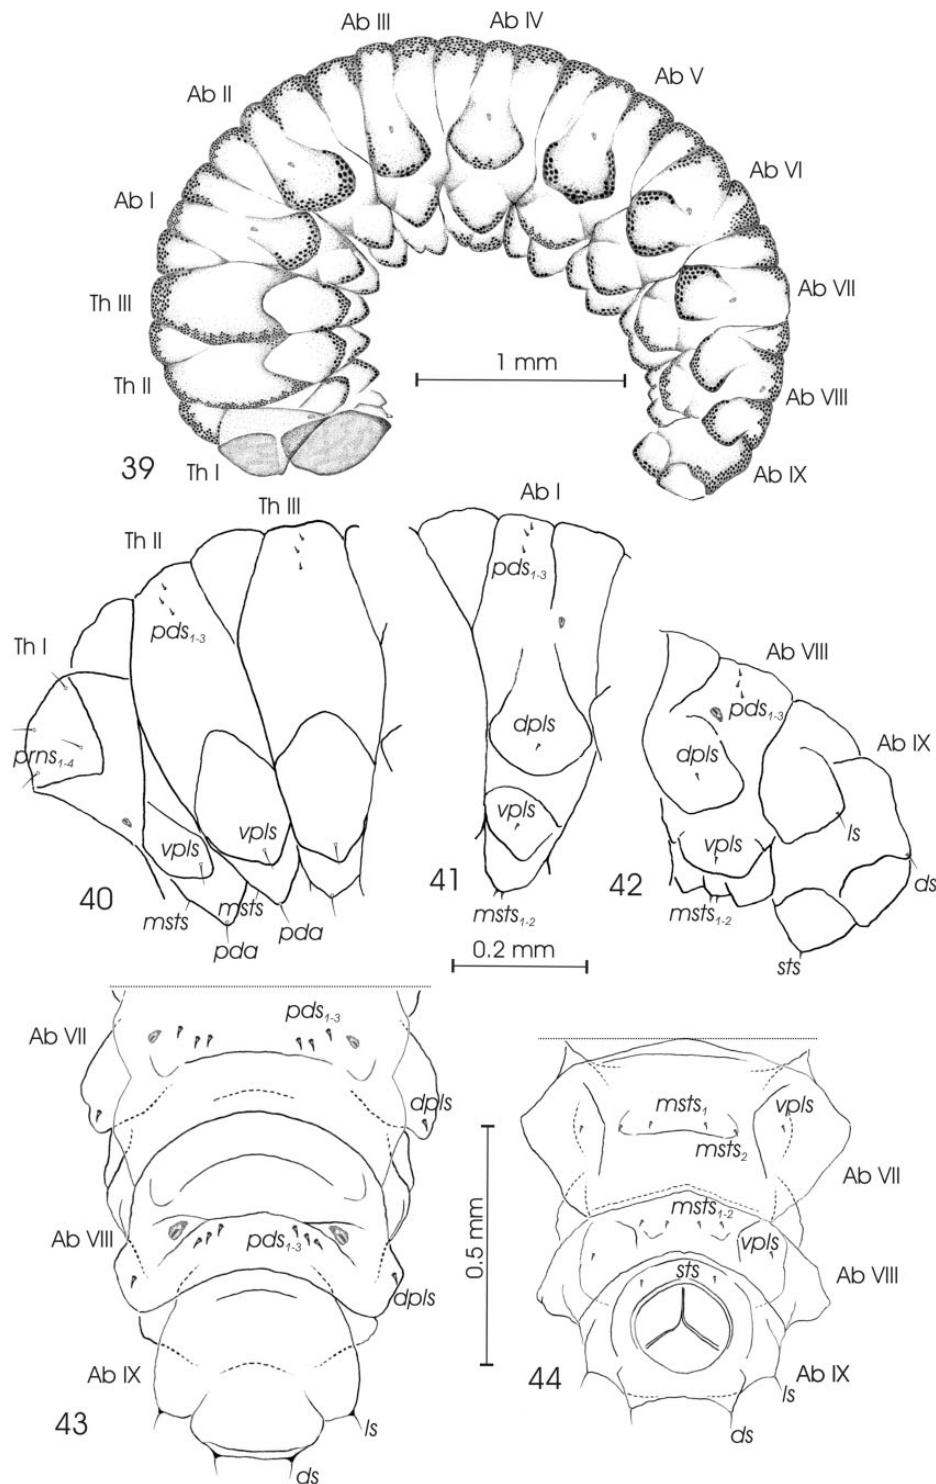 Ab III
Ab IV
Ab II
Ab V
Ab I
Ab VI
Th III
Ab VII
1 mm
Th II
Ab VIII
39
Th I
Ab IX
Th III
Ab I
Th II
pds1-3
pds1-3
Th I
Ab VIII
pds1-3
dpls
dpls
Ab IX
prns1-4
vpls
ls
vpls
vpls
vpls
40
41
42
ds
msts
msts
msts1-2
msts1-2
pda
pda
0.2 mm
sts
pds1-3
Ab VII
dpls
msts1
vpls
msts2
Ab VII
0.5 mm
msts1-2
Ab VIII
pds1-3
vpls
sts
Ab VIII
dpls
Ab IX
44
Ab IX
ls
43
ls
ds
ds